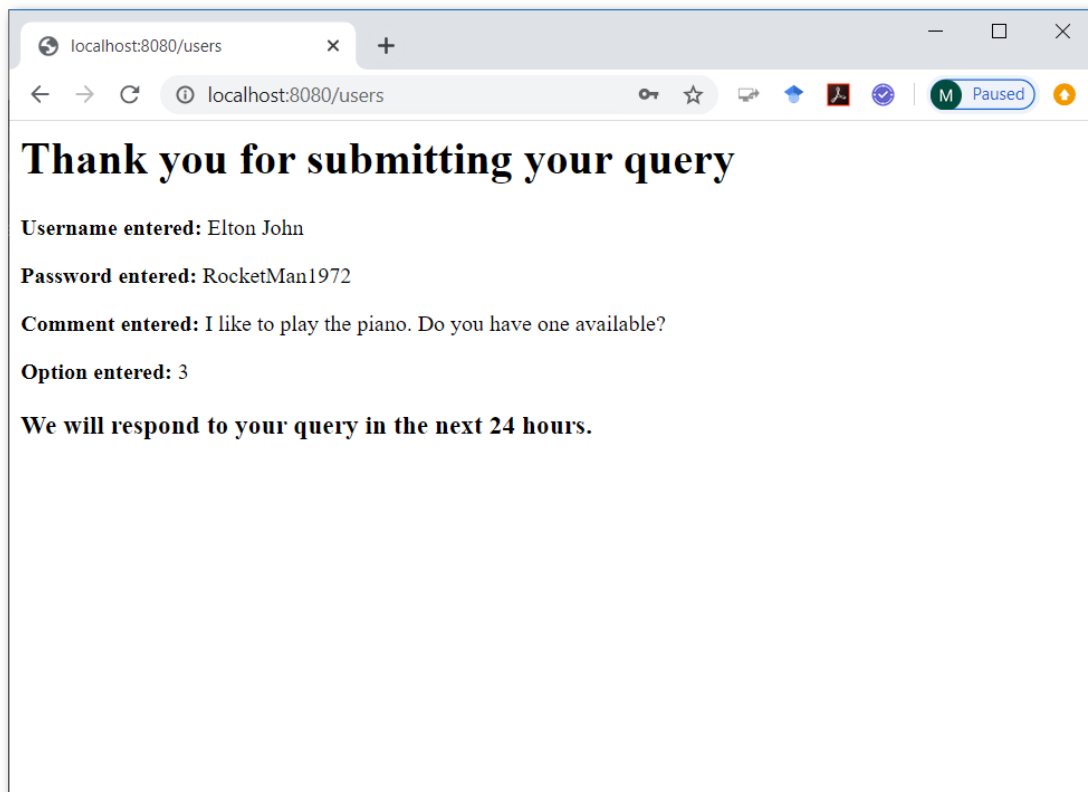 localhost:8080/users
localhost:8080/users
M Paused
Thank you for submitting your query
Username entered: Elton John
Password entered: RocketMan1972
Comment entered: I like to play the piano. Do you have one available?
Option entered: 3
We will respond to your query in the next 24 hours.